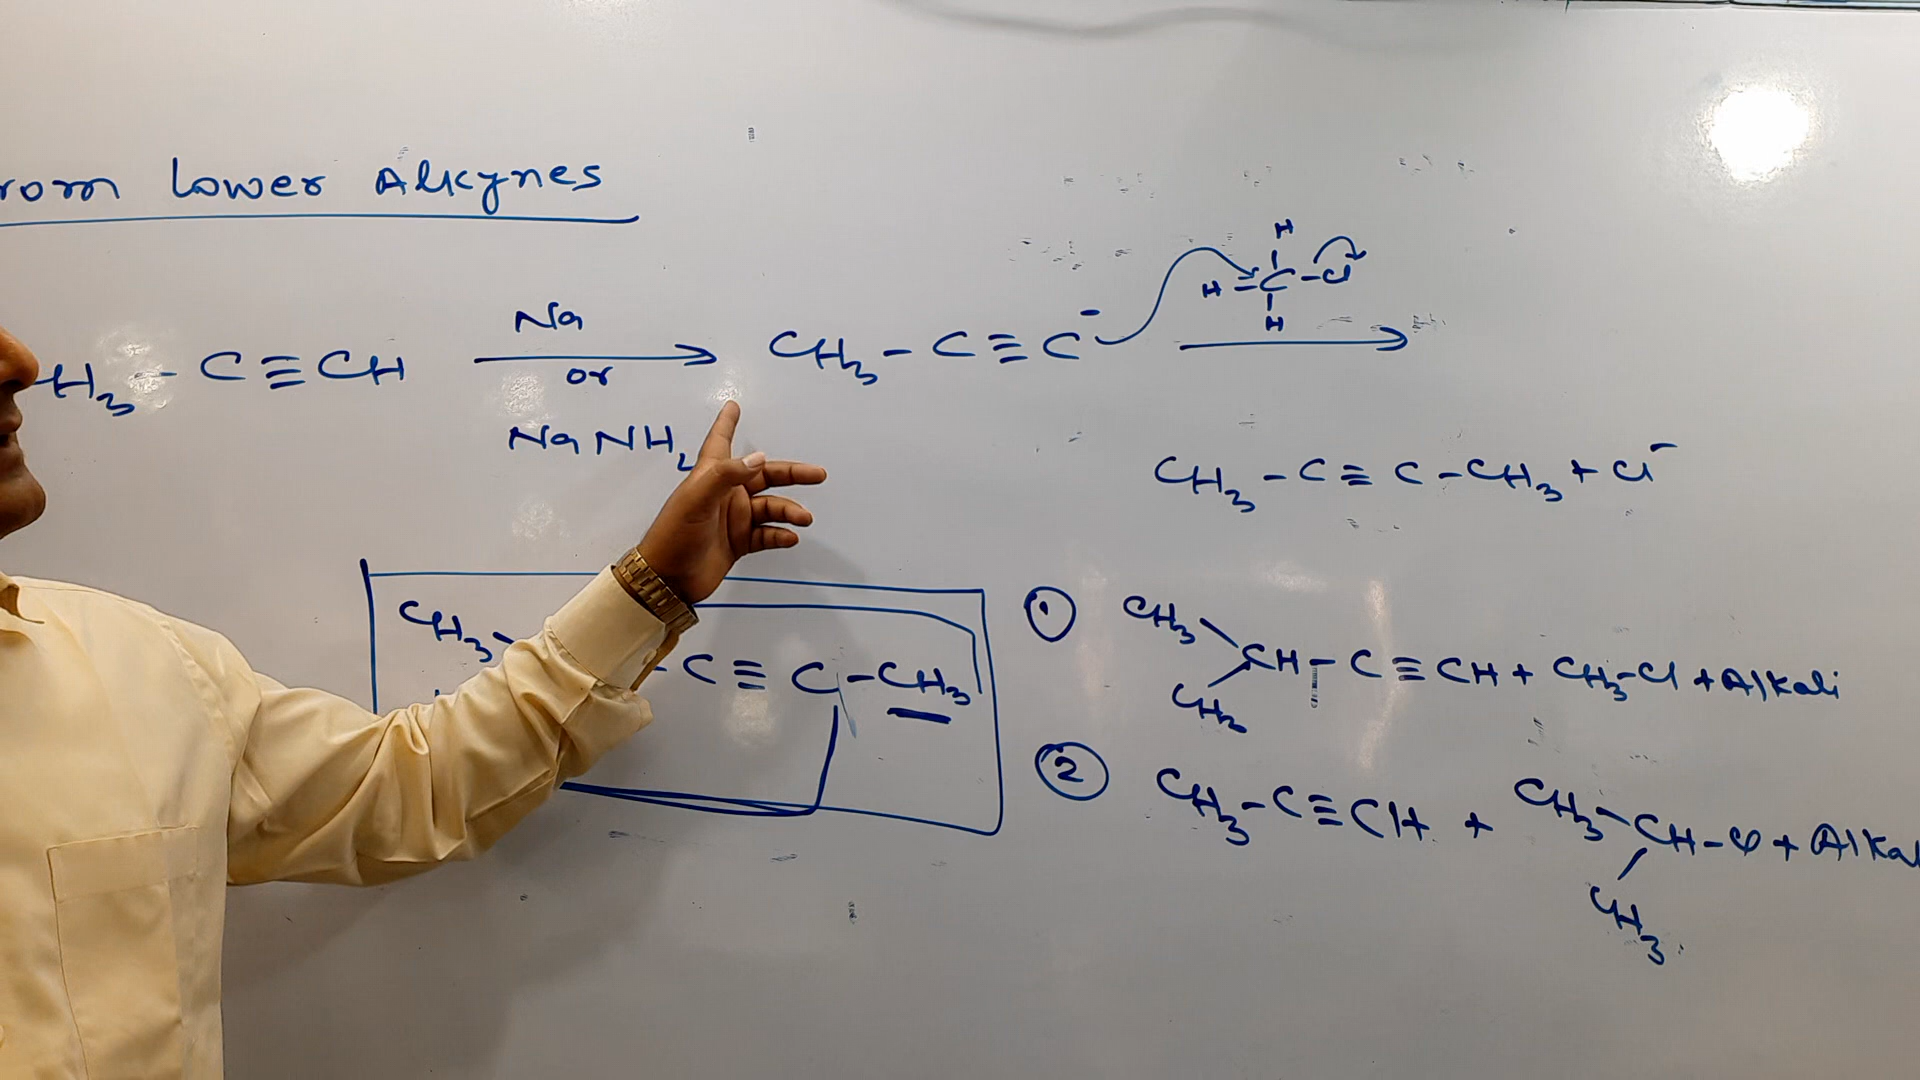 rom Lower Alkynes
H₃ - C ≡ CH
Na
or
NaNH₂
CH₃ - C ≡ C⁻
H
H - C - Cl
H
CH₃ - C ≡ C - CH₃ + Cl⁻
CH₃
- C ≡ C - CH₃
① CH₃
CH - C ≡ CH + CH₃-Cl + Alkali
CH₃
② CH₃ - C ≡ CH + CH₃
CH - Cl + Alkal
CH₃